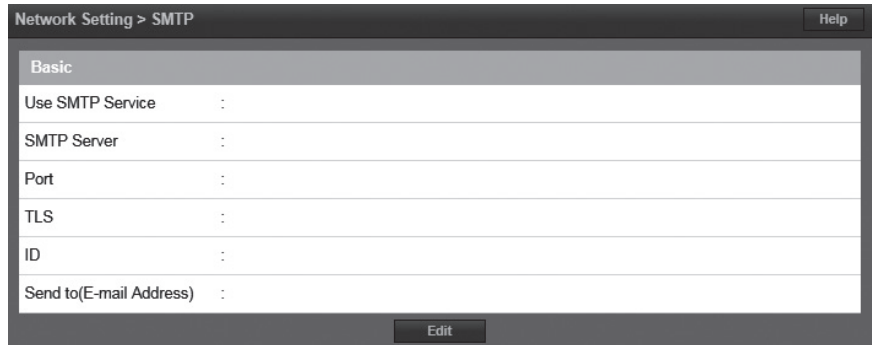 Network Setting > SMTP Help
Basic
Use SMTP Service :
SMTP Server :
Port :
TLS :
ID :
Send to(E-mail Address) :
Edit